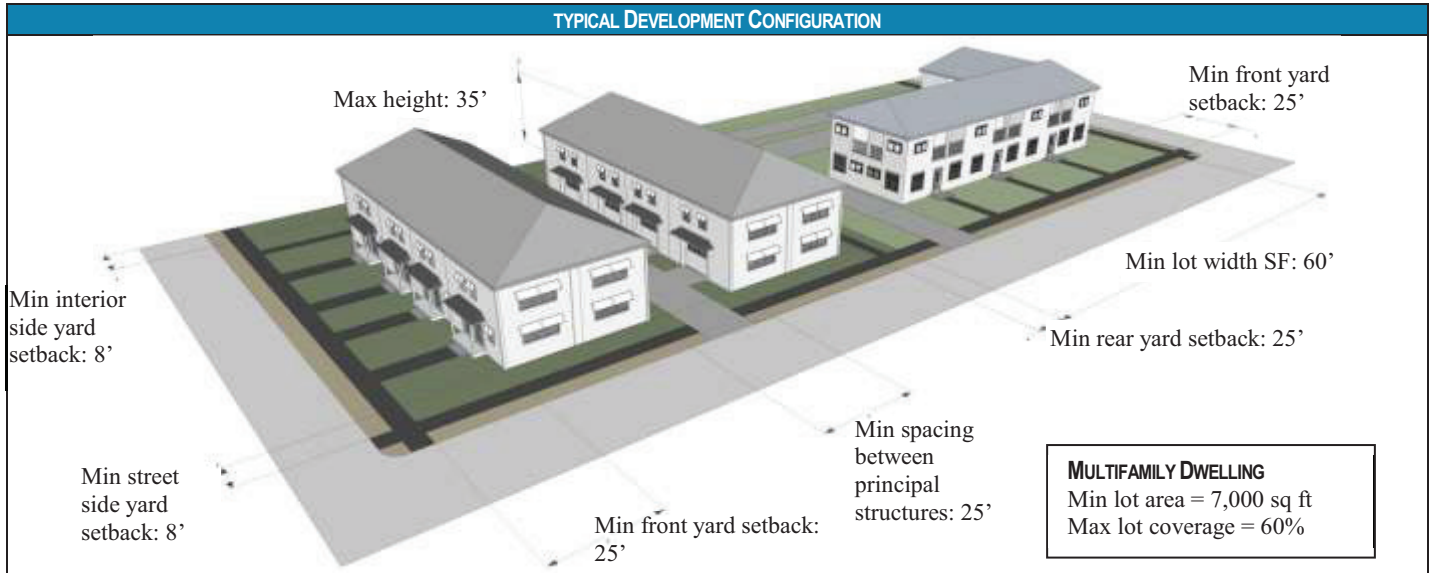 TYPICAL DEVELOPMENT CONFIGURATION
Max height: 35’
Min front yard
setback: 25’
Min lot width SF: 60’
Min interior
side yard
setback: 8’
Min rear yard setback: 25’
Min spacing
between
principal
structures: 25’
Min street
side yard
setback: 8’
Min front yard setback:
25’
MULTIFAMILY DWELLING
Min lot area = 7,000 sq ft
Max lot coverage = 60%